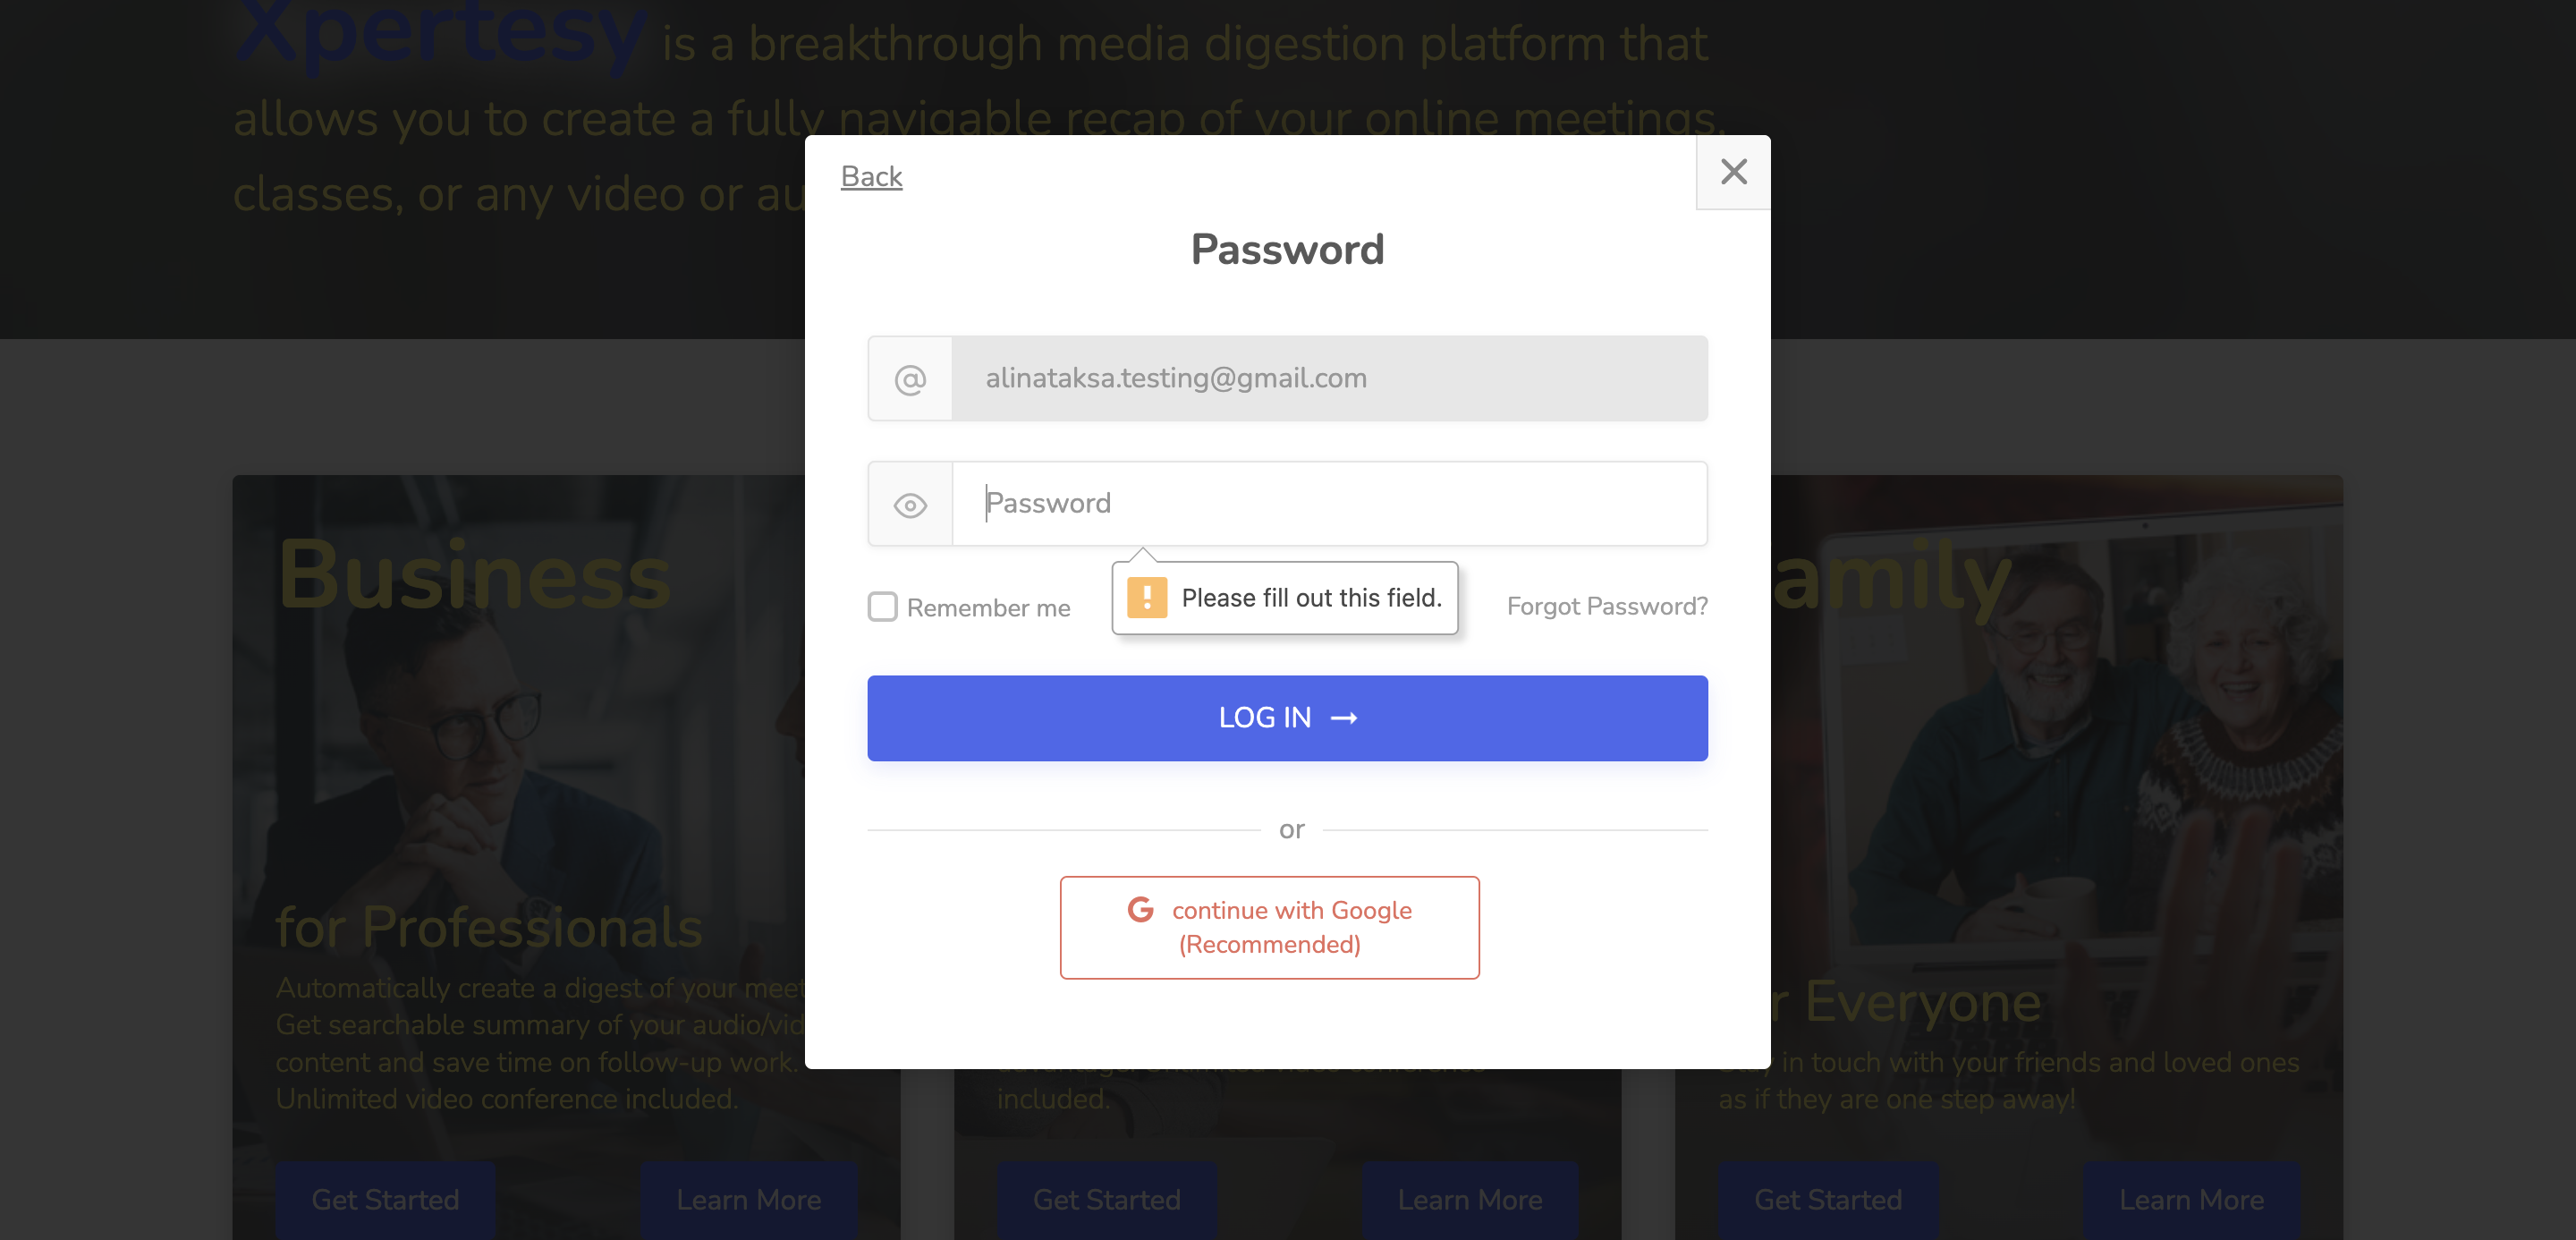 Xpertesy is a breakthrough media digestion platform that
allows you to create a fully navigable recap of your online meetings,
classes, or any video or au
Back
Password
alinataksa.testing@gmail.com
Password
Please fill out this field.
Remember me
Forgot Password?
LOG IN →
or
continue with Google
(Recommended)
Business
for Professionals
Automatically create a digest of your meet
Get searchable summary of your audio/vid
content and save time on follow-up work.
Unlimited video conference included.
Get Started
Learn More
included.
Get Started
Learn More
amily
r Everyone
Stay in touch with your friends and loved ones
as if they are one step away!
Get Started
Learn More